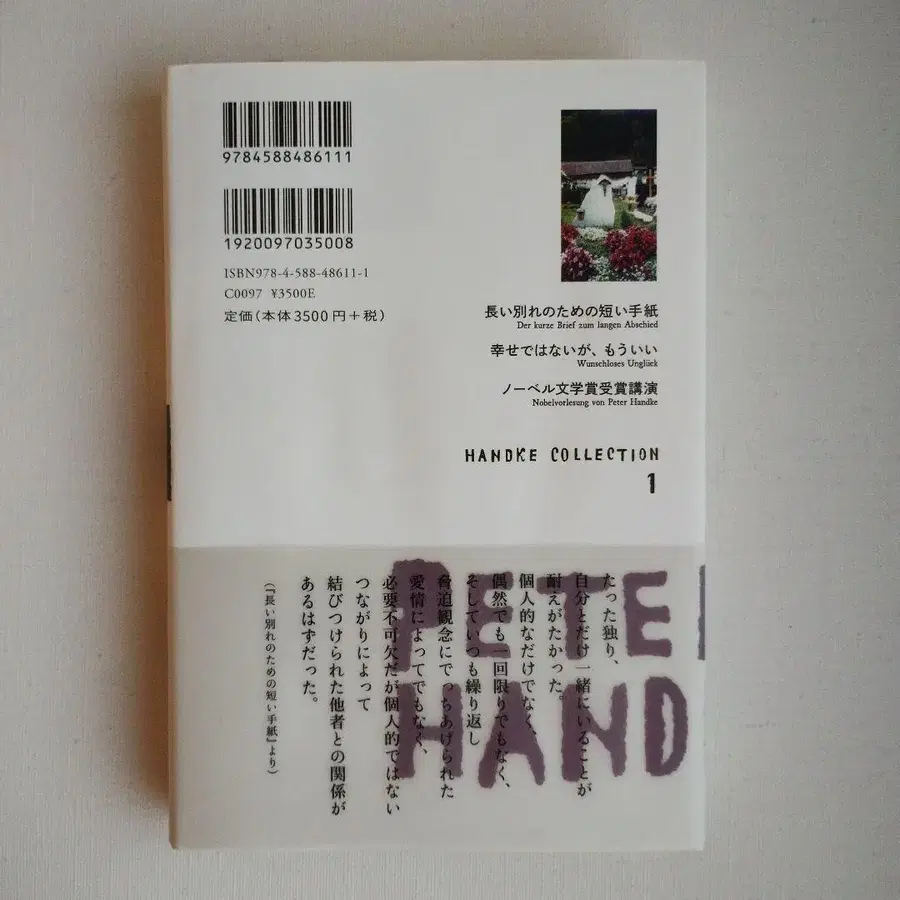 9784588486111
1920097035008
ISBN978-4-588-48611-1
C0097 ¥3500E
定価（本体3500円＋税）
長い別れのための短い手紙
Der kurze Brief zum langen Abschied
幸せではないが、もういい
Wunschloses Unglück
ノーベル文学賞受賞講演
Nobelvorlesung von Peter Handke
HANDKE COLLECTION
1
PETE
HAND
たった独り、
自分とだけ一緒にいることが
耐えがたかった。
個人的なだけでなく、
偶然でも一回限りでもなく、
そしていつも繰り返し
脅迫観念にでっちあげられた
愛情によってでもなく、
必要不可欠だが個人的ではない
つながりによって
結びつけられた他者との関係が
あるはずだった。
（『長い別れのための短い手紙』より）